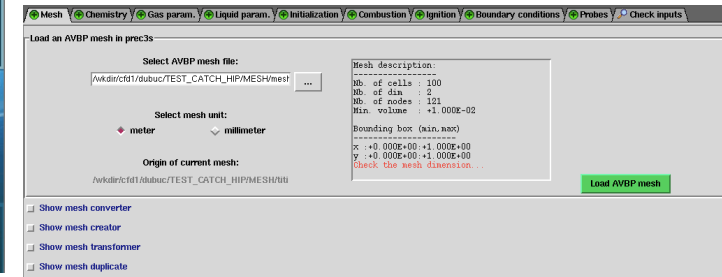 Mesh Chemistry Gas param. Liquid param. Initialization Combustion Ignition Boundary conditions Probes Check inputs
Load an AVBP mesh in prec3s
Select AVBP mesh file:
/wkdir/cfd1/dubuc/TEST_CATCH_HIP/MESH/mesh ...
Select mesh unit:
meter millimeter
Origin of current mesh:
/wkdir/cfd1/dubuc/TEST_CATCH_HIP/MESH/titi
Mesh description:
-----------------
Nb. of cells : 100
Nb. of dim : 2
Nb. of nodes : 121
Min. volume : +1.000E-02
Bounding box (min,max)
----------------------
x :+0.000E+00:+1.000E+00
y :+0.000E+00:+1.000E+00
Check the mesh dimension...
Load AVBP mesh
Show mesh converter
Show mesh creator
Show mesh transformer
Show mesh duplicate